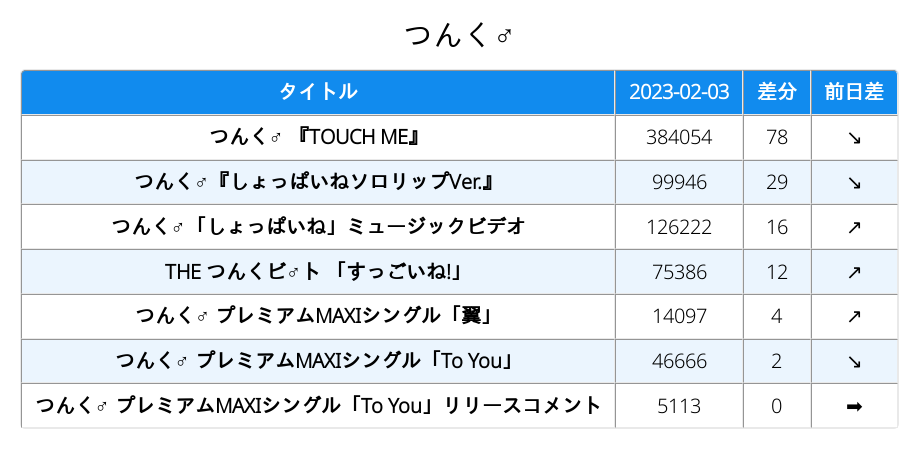 つんく♂
タイトル 2023-02-03 差分 前日差
つんく♂ 『TOUCH ME』 384054 78 ↘
つんく♂『しょっぱいねソロリップVer.』 99946 29 ↘
つんく♂「しょっぱいね」ミュージックビデオ 126222 16 ↗
THE つんくビ♂ト 「すっごいね!」 75386 12 ↗
つんく♂ プレミアムMAXIシングル「翼」 14097 4 ↗
つんく♂ プレミアムMAXIシングル「To You」 46666 2 ↘
つんく♂ プレミアムMAXIシングル「To You」リリースコメント 5113 0 ➡